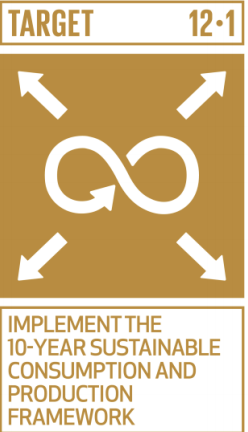 TARGET 12·1
IMPLEMENT THE
10-YEAR SUSTAINABLE
CONSUMPTION AND
PRODUCTION
FRAMEWORK